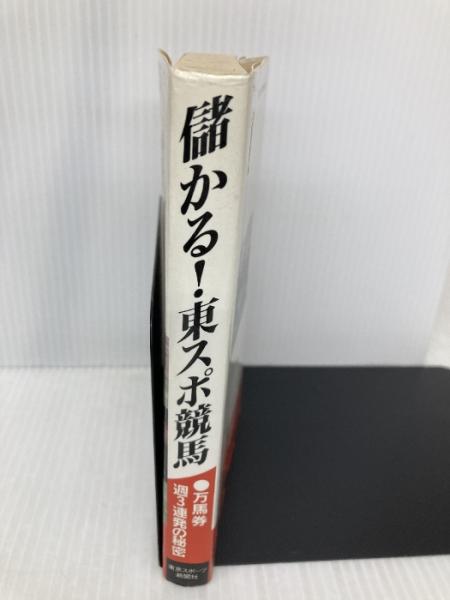 儲かる!東スポ競馬
●万馬券
週3連発の秘密
東京スポーツ
新聞社